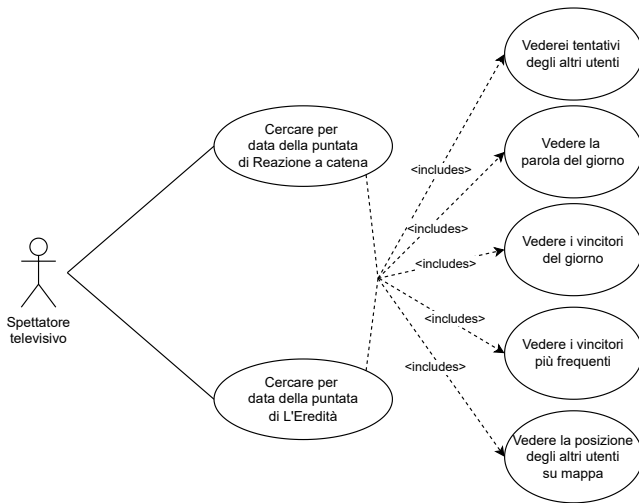 Vederei tentativi
degli altri utenti
Cercare per
data della puntata
di Reazione a catena
Vedere la
parola del giorno
<includes>
<includes>
<includes>
<includes>
<includes>
Vedere i vincitori
del giorno
Spettatore
televisivo
Vedere i vincitori
più frequenti
Cercare per
data della puntata
di L'Eredità
Vedere la posizione
degli altri utenti
su mappa